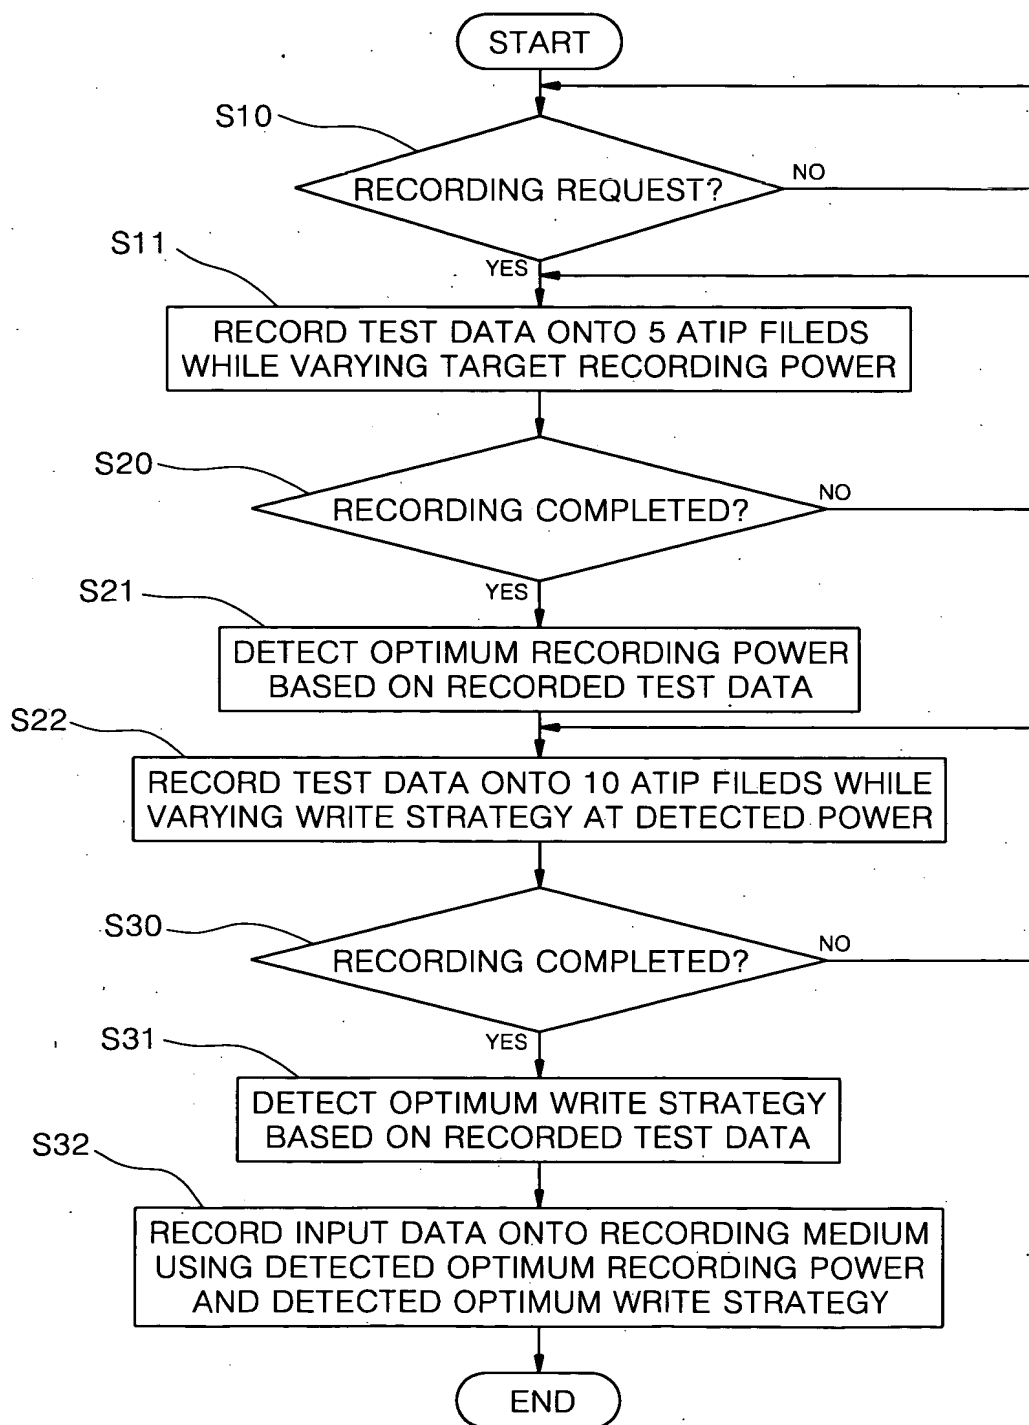 START
S10
RECORDING REQUEST?
NO
YES
S11
RECORD TEST DATA ONTO 5 ATIP FILEDS
WHILE VARYING TARGET RECORDING POWER
S20
RECORDING COMPLETED?
NO
YES
S21
DETECT OPTIMUM RECORDING POWER
BASED ON RECORDED TEST DATA
S22
RECORD TEST DATA ONTO 10 ATIP FILEDS WHILE
VARYING WRITE STRATEGY AT DETECTED POWER
S30
RECORDING COMPLETED?
NO
YES
S31
DETECT OPTIMUM WRITE STRATEGY
BASED ON RECORDED TEST DATA
S32
RECORD INPUT DATA ONTO RECORDING MEDIUM
USING DETECTED OPTIMUM RECORDING POWER
AND DETECTED OPTIMUM WRITE STRATEGY
END